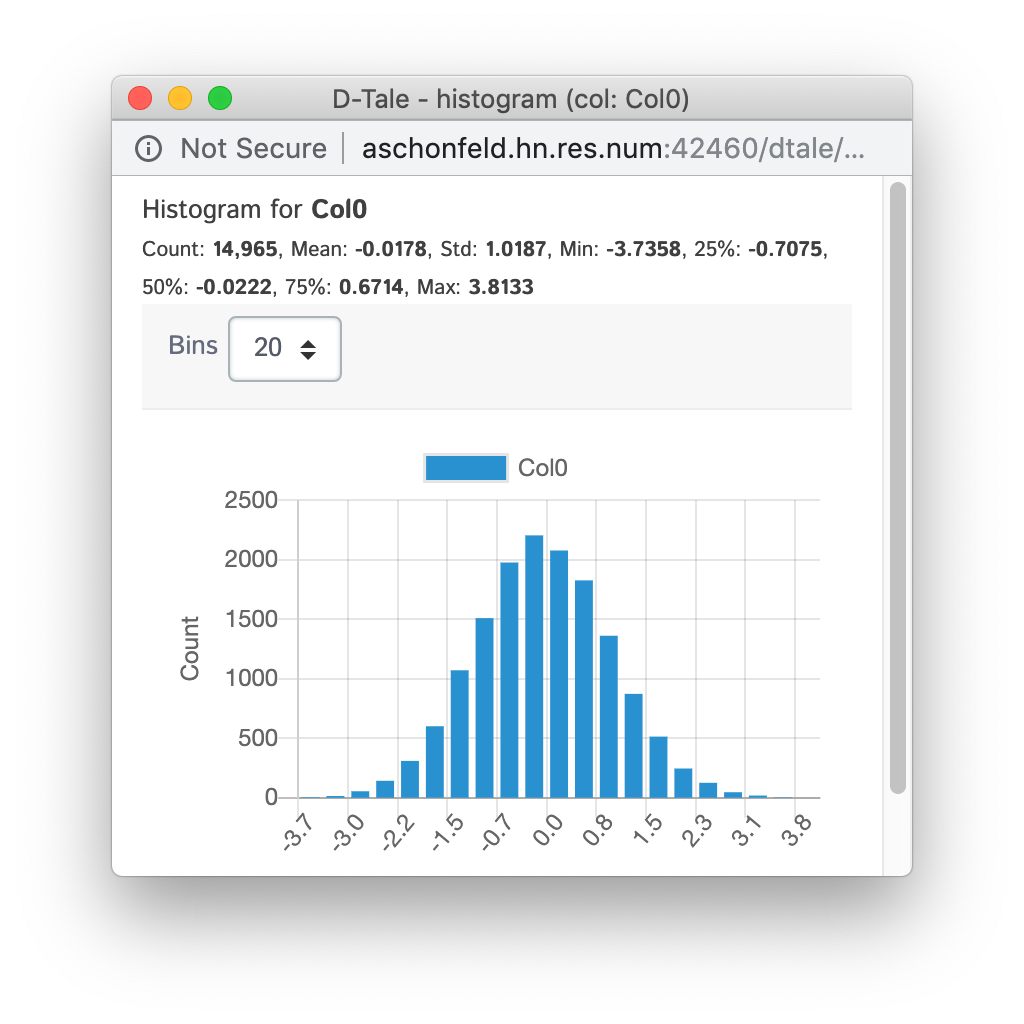 D-Tale - histogram (col: Col0)
Not Secure | aschonfeld.hn.res.num:42460/dtale/...
Histogram for Col0
Count: 14,965, Mean: -0.0178, Std: 1.0187, Min: -3.7358, 25%: -0.7075,
50%: -0.0222, 75%: 0.6714, Max: 3.8133
Bins 20
Col0
2500
2000
1500
1000
500
0
Count
-3.7 -3.0 -2.2 -1.5 -0.7 0.0 0.8 1.5 2.3 3.1 3.8